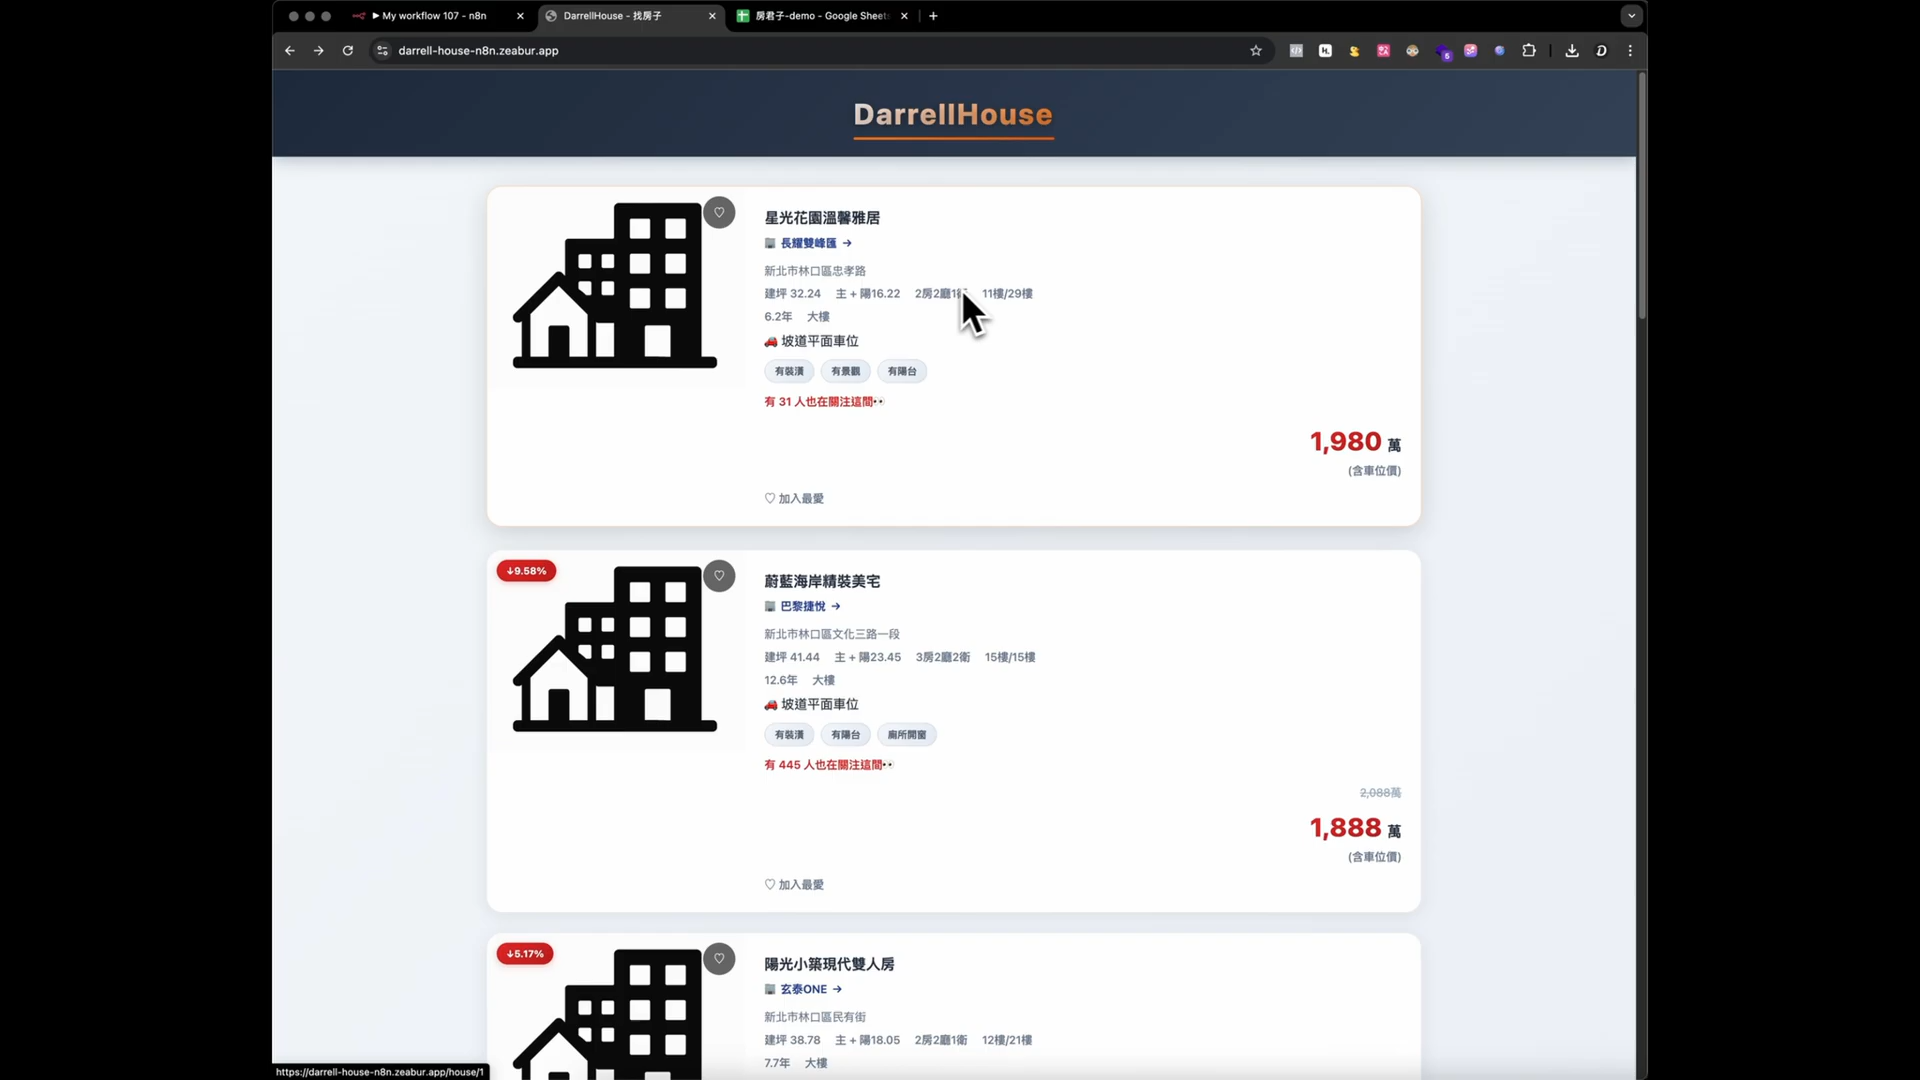 My workflow 107 - n8n
DarrellHouse - 找房子
房君子-demo - Google Sheets
darrell-house-n8n.zeabur.app
5
D
DarrellHouse
星光花園溫馨雅居
長耀雙峰匯 →
新北市林口區忠孝路
建坪 32.24 主 + 陽16.22 2房2廳1衛 11樓/29樓
6.2年 大樓
坡道平面車位
有裝潢 有景觀 有陽台
有 31 人也在關注這間
1,980 萬
(含車位價)
♡ 加入最愛
↓9.58%
蔚藍海岸精裝美宅
巴黎捷悅 →
新北市林口區文化三路一段
建坪 41.44 主 + 陽23.45 3房2廳2衛 15樓/15樓
12.6年 大樓
坡道平面車位
有裝潢 有陽台 廁所開窗
有 445 人也在關注這間
2,088萬
1,888 萬
(含車位價)
♡ 加入最愛
↓5.17%
陽光小築現代雙人房
玄泰ONE →
新北市林口區民有街
建坪 38.78 主 + 陽18.05 2房2廳1衛 12樓/21樓
7.7年 大樓
https://darrell-house-n8n.zeabur.app/house/1